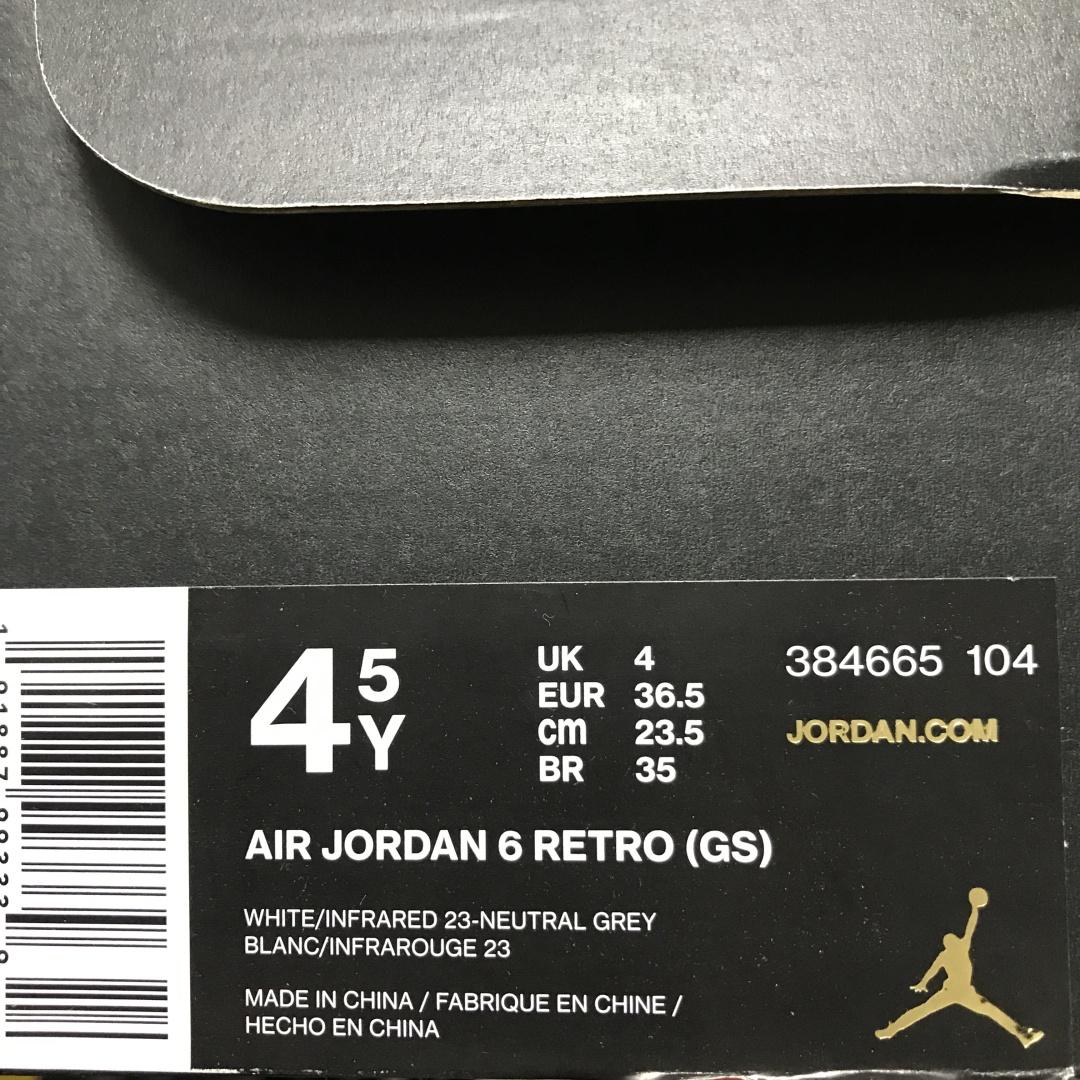 4 5 Y
UK 4
EUR 36.5
cm 23.5
BR 35
384665 104
JORDAN.COM
AIR JORDAN 6 RETRO (GS)
WHITE/INFRARED 23-NEUTRAL GREY
BLANC/INFRAROUGE 23
MADE IN CHINA / FABRIQUE EN CHINE /
HECHO EN CHINA